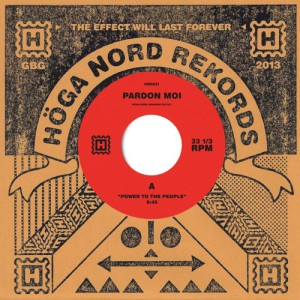 THE EFFECT WILL LAST FOREVER
H
H
GBG
2013
HÖGA NORD REKORDS
PARDON MOI
H
33 1/3
RPM
A
"POWER TO THE PEOPLE"
H
H